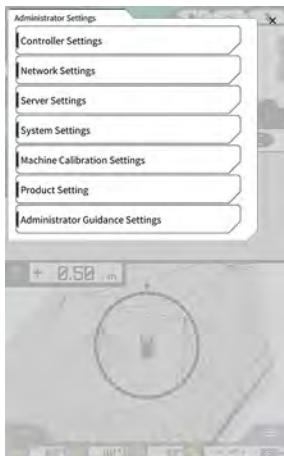 Administrator Settings
Controller Settings
Network Settings
Server Settings
System Settings
Machine Calibration Settings
Product Setting
Administrator Guidance Settings
+ 0.50 m